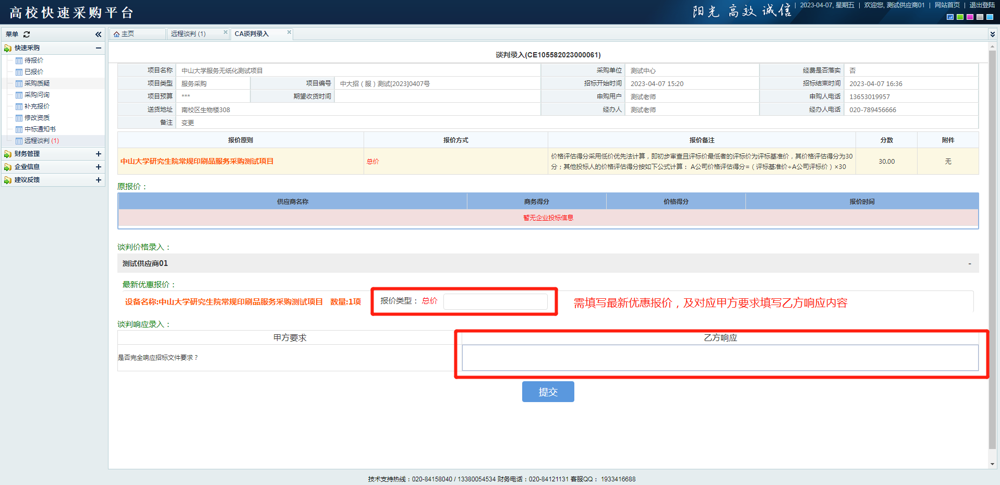 高校快速采购平台
阳光 高效 诚信
2023-04-07, 星期五 | 欢迎您, 测试供应商01 | 网站首页 | 退出登陆
菜单
主页
远程谈判 (1)
CA谈判录入
快速采购
待报价
已报价
采购质疑
采购问询
补充报价
修改资质
中标通知书
远程谈判 (1)
财务管理
企业信息
建议反馈
谈判录入(CE105582023000061)
项目名称 中山大学服务无纸化测试项目 采购单位 测试中心 经费是否落实 否
项目类型 服务采购 项目编号 中大招（服）测试[2023]0407号 招标开始时间 2023-04-07 15:20 招标结束时间 2023-04-07 16:36
项目预算 *** 期望收货时间 申购用户 测试老师 申购人电话 13653019957
送货地址 南校区生物楼308 经办人 测试老师 经办人电话 020-789456666
备注 变更
报价原则 报价方式 报价备注 分数 附件
中山大学研究生院常规印刷品服务采购测试项目 总价
价格评估得分采用低价优先法计算，即初步审查且评标价最低者的评标价为评标基准价，其价格评估得分为30
分；其他投标人的价格评估得分按如下公式计算： A公司价格评估得分=（评标基准价÷A公司评标价）×30
30.00 无
原报价：
供应商名称 商务得分 价格得分 报价时间
暂无企业投标信息
谈判价格录入：
测试供应商01 -
最新优惠报价：
设备名称:中山大学研究生院常规印刷品服务采购测试项目 数量:1项 报价类型： 总价
需填写最新优惠报价，及对应甲方要求填写乙方响应内容
谈判响应录入：
甲方要求 乙方响应
是否完全响应招标文件要求？
提交
技术支持热线：020-84158040 / 13380054534 财务电话：020-84121131 客服QQ： 1933416688